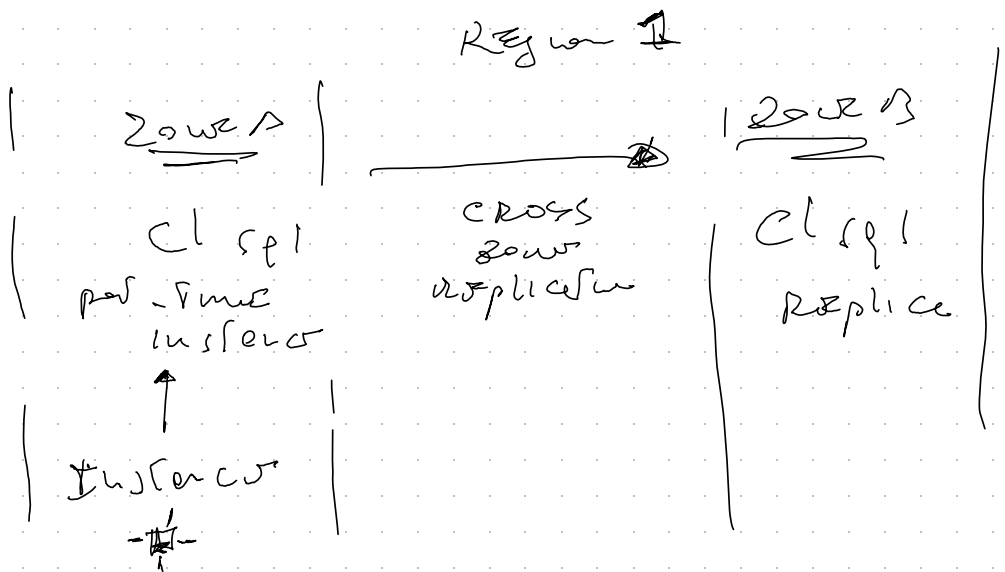 Region 1
Zone A
Zone B
Cl sql
instance
CROSS
zone
replication
Cl sql
Replica
Instance